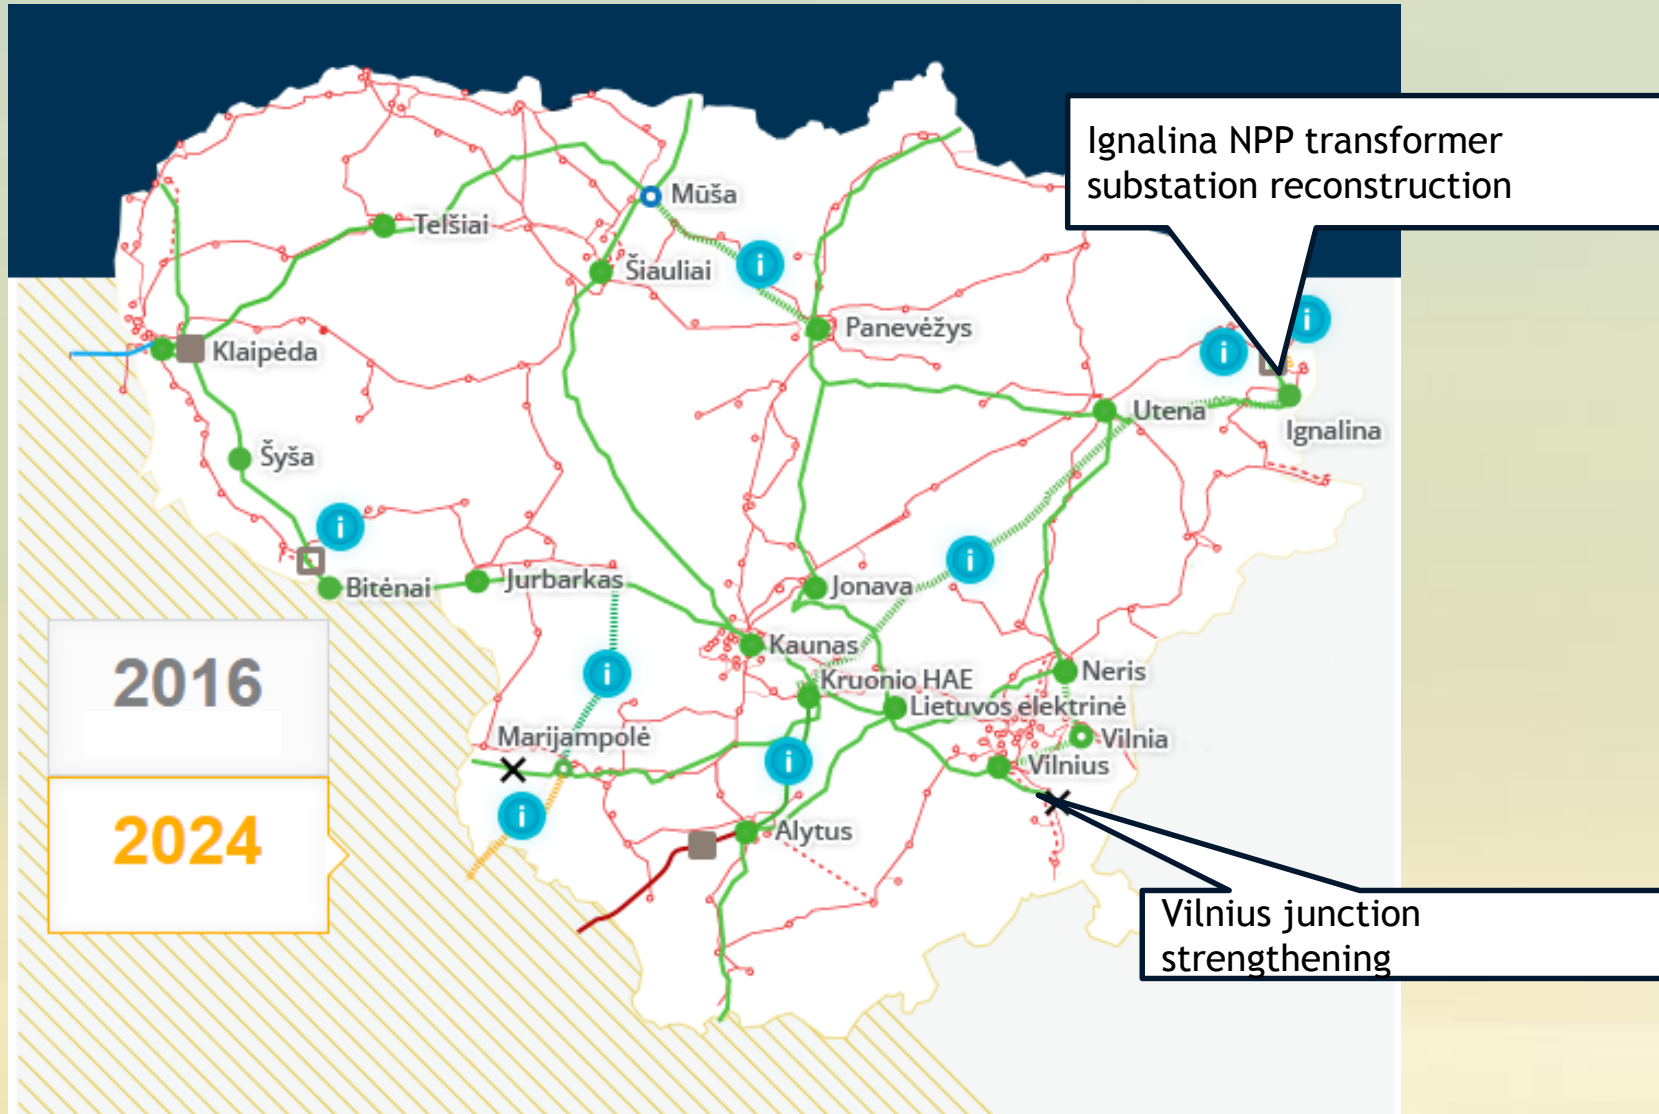 Ignalina NPP transformer
substation reconstruction
Mūša
Telšiai
Šiauliai
Panevėžys
Klaipėda
Utena
Ignalina
Šyša
Bitėnai
Jurbarkas
Jonava
Kaunas
Kruonio HAE
Neris
Lietuvos elektrinė
Marijampolė
Vilnia
Vilnius
Alytus
2016
2024
Vilnius junction
strengthening
i
i
i
i
i
i
i
i